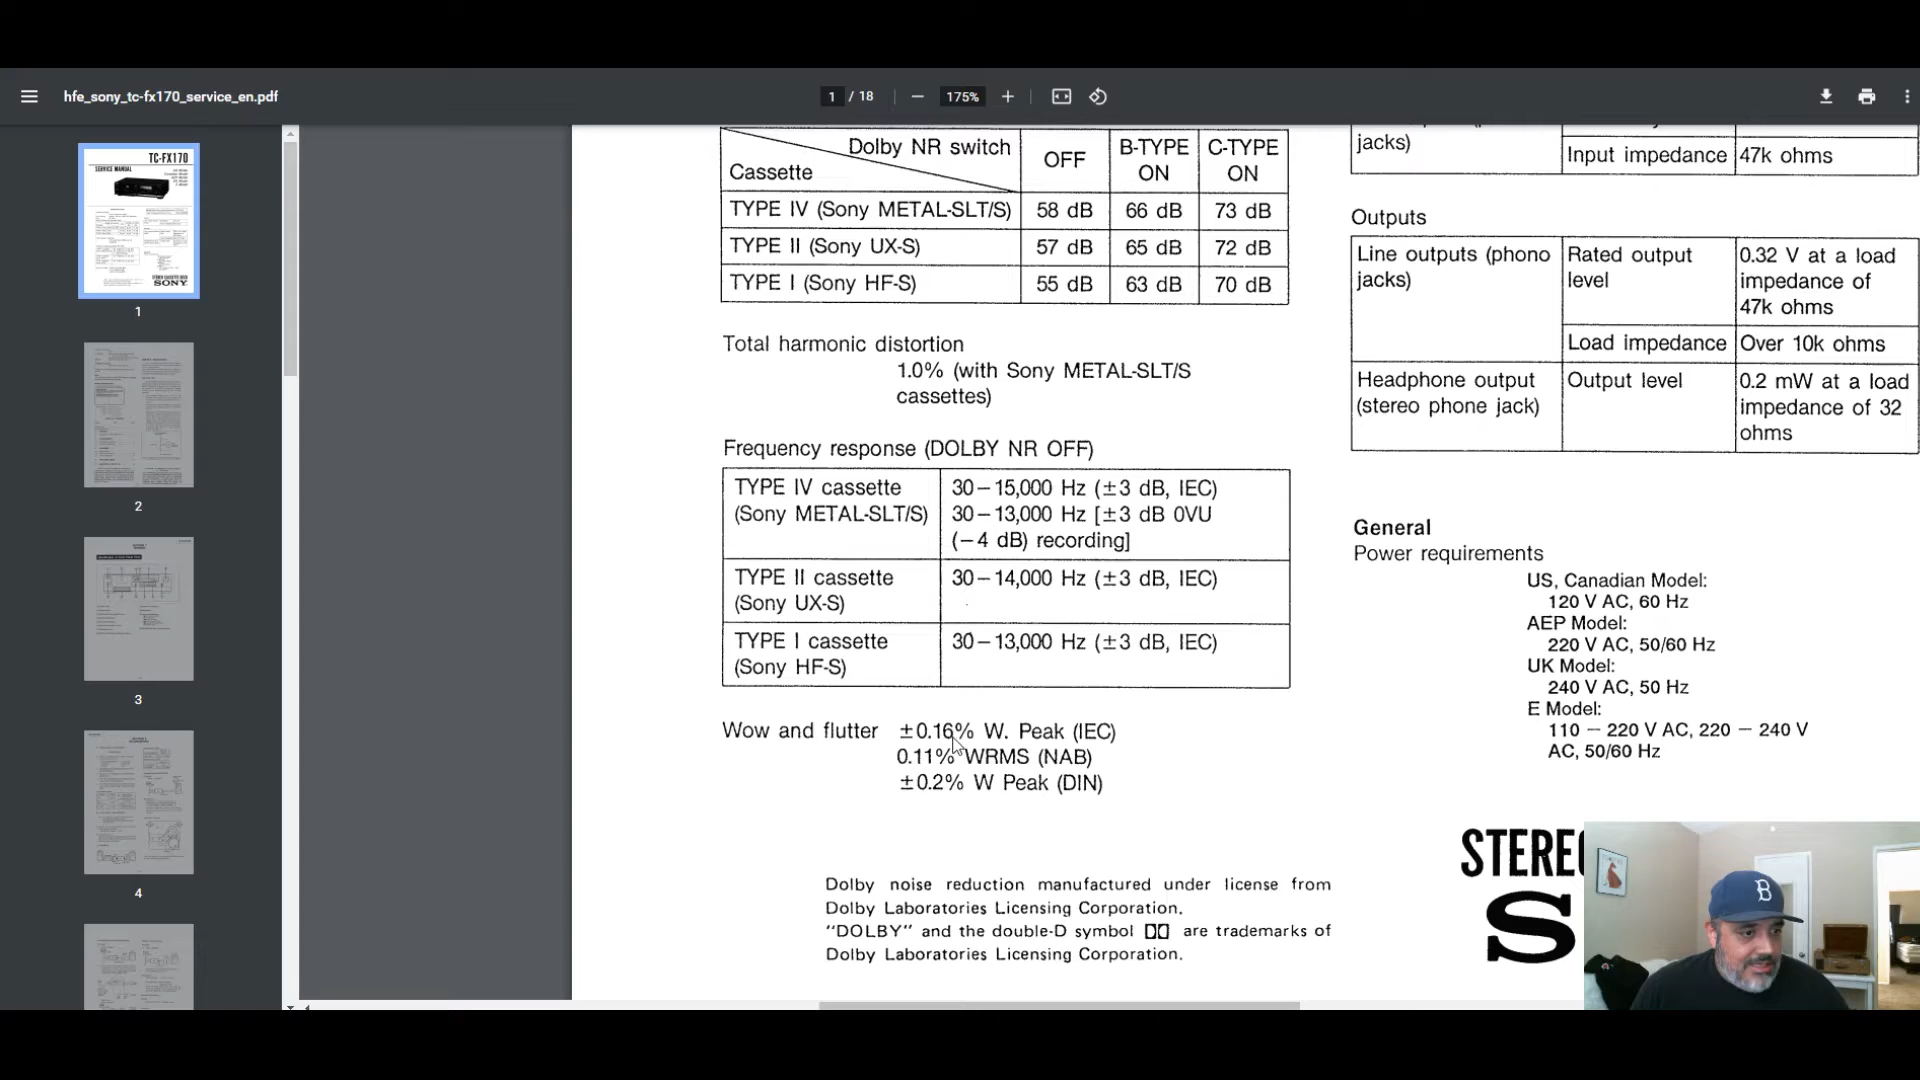 hfe_sony_tc-fx170_service_en.pdf
1 / 18
175%
TC-FX170
SERVICE MANUAL
SONY
1
2
3
4
Dolby NR switch
Cassette
OFF
B-TYPE
ON
C-TYPE
ON
TYPE IV (Sony METAL-SLT/S) 58 dB 66 dB 73 dB
TYPE II (Sony UX-S) 57 dB 65 dB 72 dB
TYPE I (Sony HF-S) 55 dB 63 dB 70 dB
Total harmonic distortion
1.0% (with Sony METAL-SLT/S
cassettes)
Frequency response (DOLBY NR OFF)
TYPE IV cassette
(Sony METAL-SLT/S)
30–15,000 Hz (±3 dB, IEC)
30–13,000 Hz [±3 dB 0VU
(–4 dB) recording]
TYPE II cassette
(Sony UX-S)
30–14,000 Hz (±3 dB, IEC)
TYPE I cassette
(Sony HF-S)
30–13,000 Hz (±3 dB, IEC)
Wow and flutter ±0.16% W. Peak (IEC)
0.11% WRMS (NAB)
±0.2% W Peak (DIN)
Dolby noise reduction manufactured under license from
Dolby Laboratories Licensing Corporation.
"DOLBY" and the double-D symbol are trademarks of
Dolby Laboratories Licensing Corporation.
jacks)
Input impedance 47k ohms
Outputs
Line outputs (phono
jacks)
Rated output
level
0.32 V at a load
impedance of
47k ohms
Load impedance Over 10k ohms
Headphone output
(stereo phone jack)
Output level
0.2 mW at a load
impedance of 32
ohms
General
Power requirements
US, Canadian Model:
120 V AC, 60 Hz
AEP Model:
220 V AC, 50/60 Hz
UK Model:
240 V AC, 50 Hz
E Model:
110 – 220 V AC, 220 – 240 V
AC, 50/60 Hz
STEREO
S
B